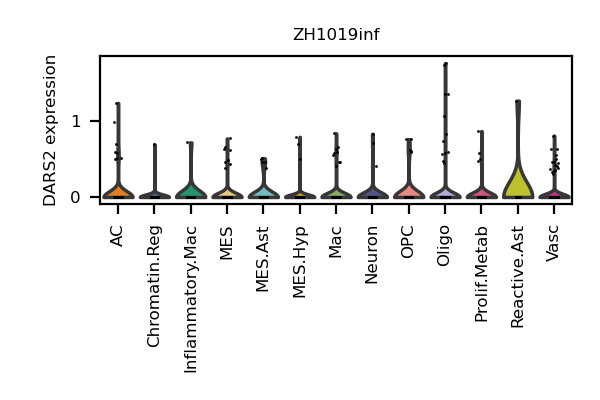 ZH1019inf
DARS2 expression
1
0
AC
Chromatin.Reg
Inflammatory.Mac
MES
MES.Ast
MES.Hyp
Mac
Neuron
OPC
Oligo
Prolif.Metab
Reactive.Ast
Vasc